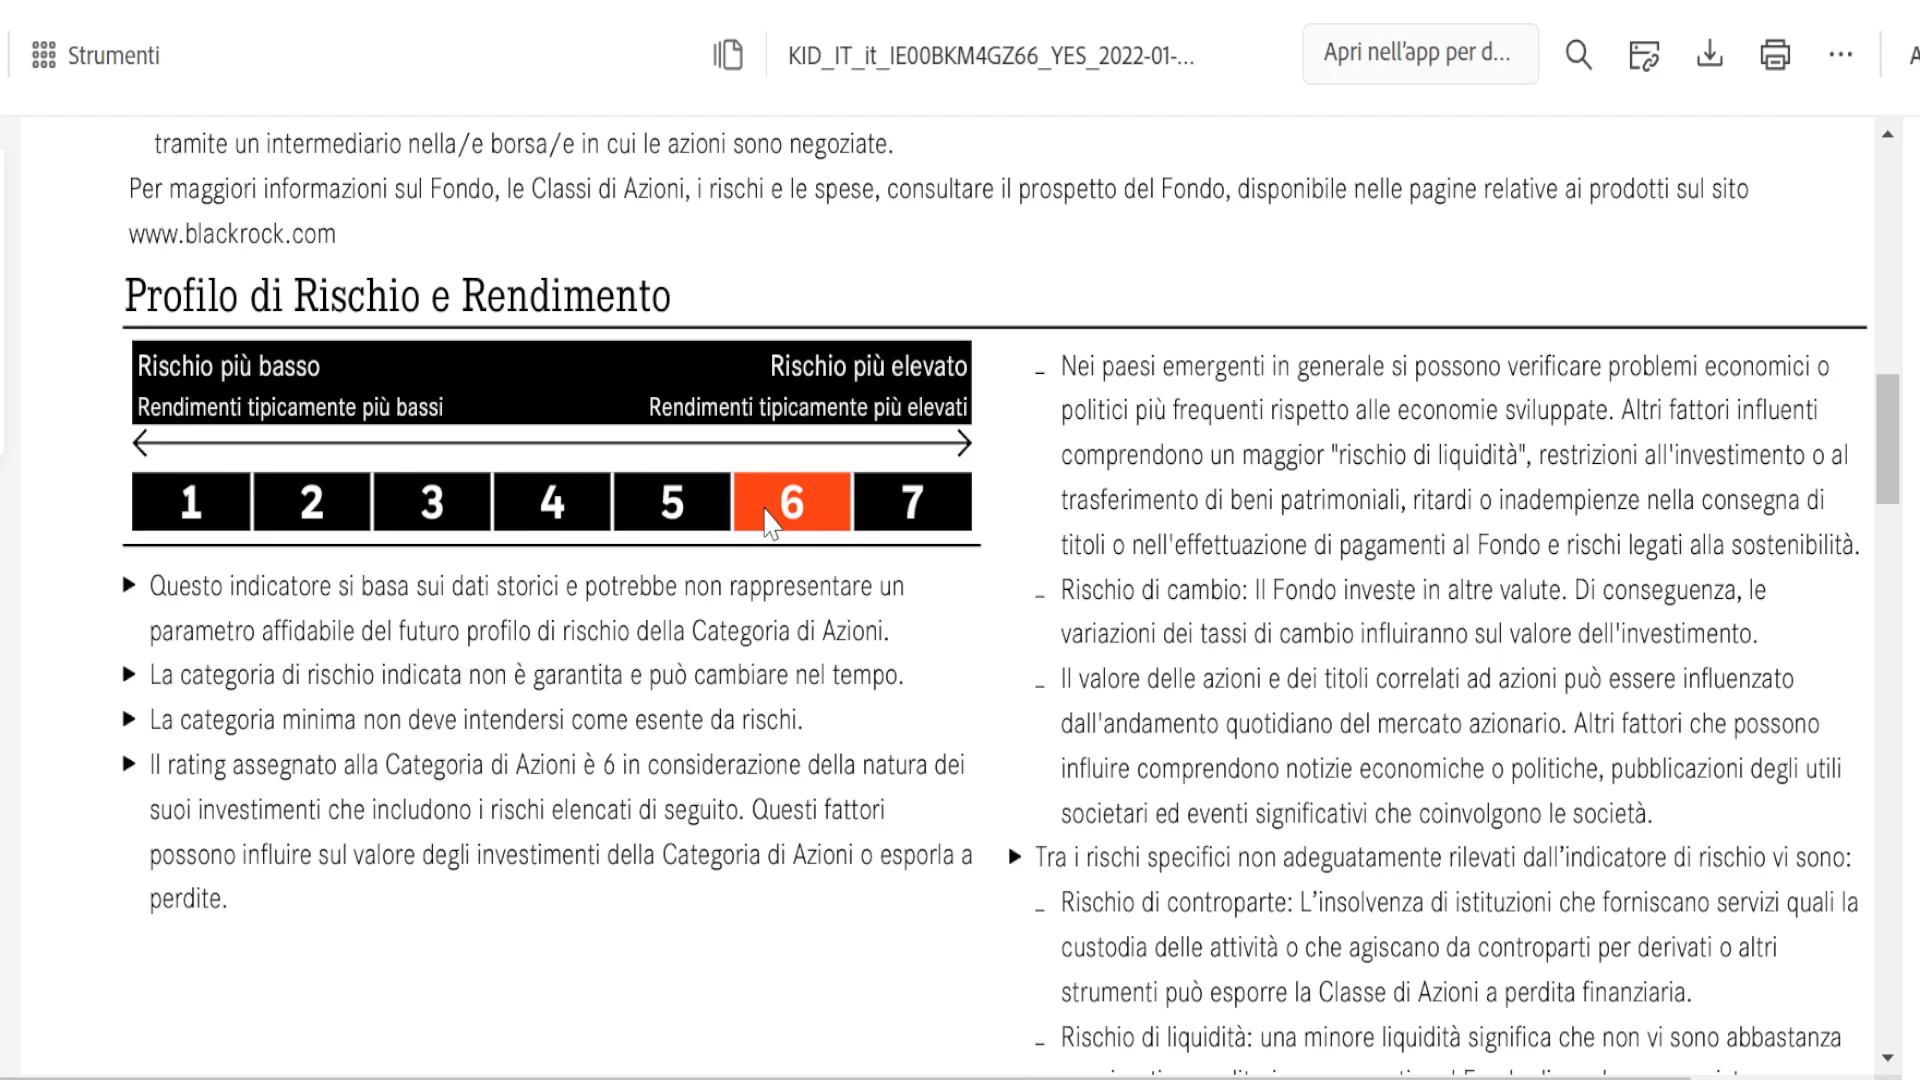 Strumenti
KID_IT_it_IE00BKM4GZ66_YES_2022-01-...
Apri nell'app per d...
tramite un intermediario nella/e borsa/e in cui le azioni sono negoziate.
Per maggiori informazioni sul Fondo, le Classi di Azioni, i rischi e le spese, consultare il prospetto del Fondo, disponibile nelle pagine relative ai prodotti sul sito
www.blackrock.com
Profilo di Rischio e Rendimento
Rischio più basso Rischio più elevato
Rendimenti tipicamente più bassi Rendimenti tipicamente più elevati
1 2 3 4 5 6 7
Questo indicatore si basa sui dati storici e potrebbe non rappresentare un
parametro affidabile del futuro profilo di rischio della Categoria di Azioni.
La categoria di rischio indicata non è garantita e può cambiare nel tempo.
La categoria minima non deve intendersi come esente da rischi.
Il rating assegnato alla Categoria di Azioni è 6 in considerazione della natura dei
suoi investimenti che includono i rischi elencati di seguito. Questi fattori
possono influire sul valore degli investimenti della Categoria di Azioni o esporla a
perdite.
– Nei paesi emergenti in generale si possono verificare problemi economici o
politici più frequenti rispetto alle economie sviluppate. Altri fattori influenti
comprendono un maggior "rischio di liquidità", restrizioni all'investimento o al
trasferimento di beni patrimoniali, ritardi o inadempienze nella consegna di
titoli o nell'effettuazione di pagamenti al Fondo e rischi legati alla sostenibilità.
– Rischio di cambio: Il Fondo investe in altre valute. Di conseguenza, le
variazioni dei tassi di cambio influiranno sul valore dell'investimento.
– Il valore delle azioni e dei titoli correlati ad azioni può essere influenzato
dall'andamento quotidiano del mercato azionario. Altri fattori che possono
influire comprendono notizie economiche o politiche, pubblicazioni degli utili
societari ed eventi significativi che coinvolgono le società.
Tra i rischi specifici non adeguatamente rilevati dall'indicatore di rischio vi sono:
– Rischio di controparte: L'insolvenza di istituzioni che forniscano servizi quali la
custodia delle attività o che agiscano da controparti per derivati o altri
strumenti può esporre la Classe di Azioni a perdita finanziaria.
– Rischio di liquidità: una minore liquidità significa che non vi sono abbastanza